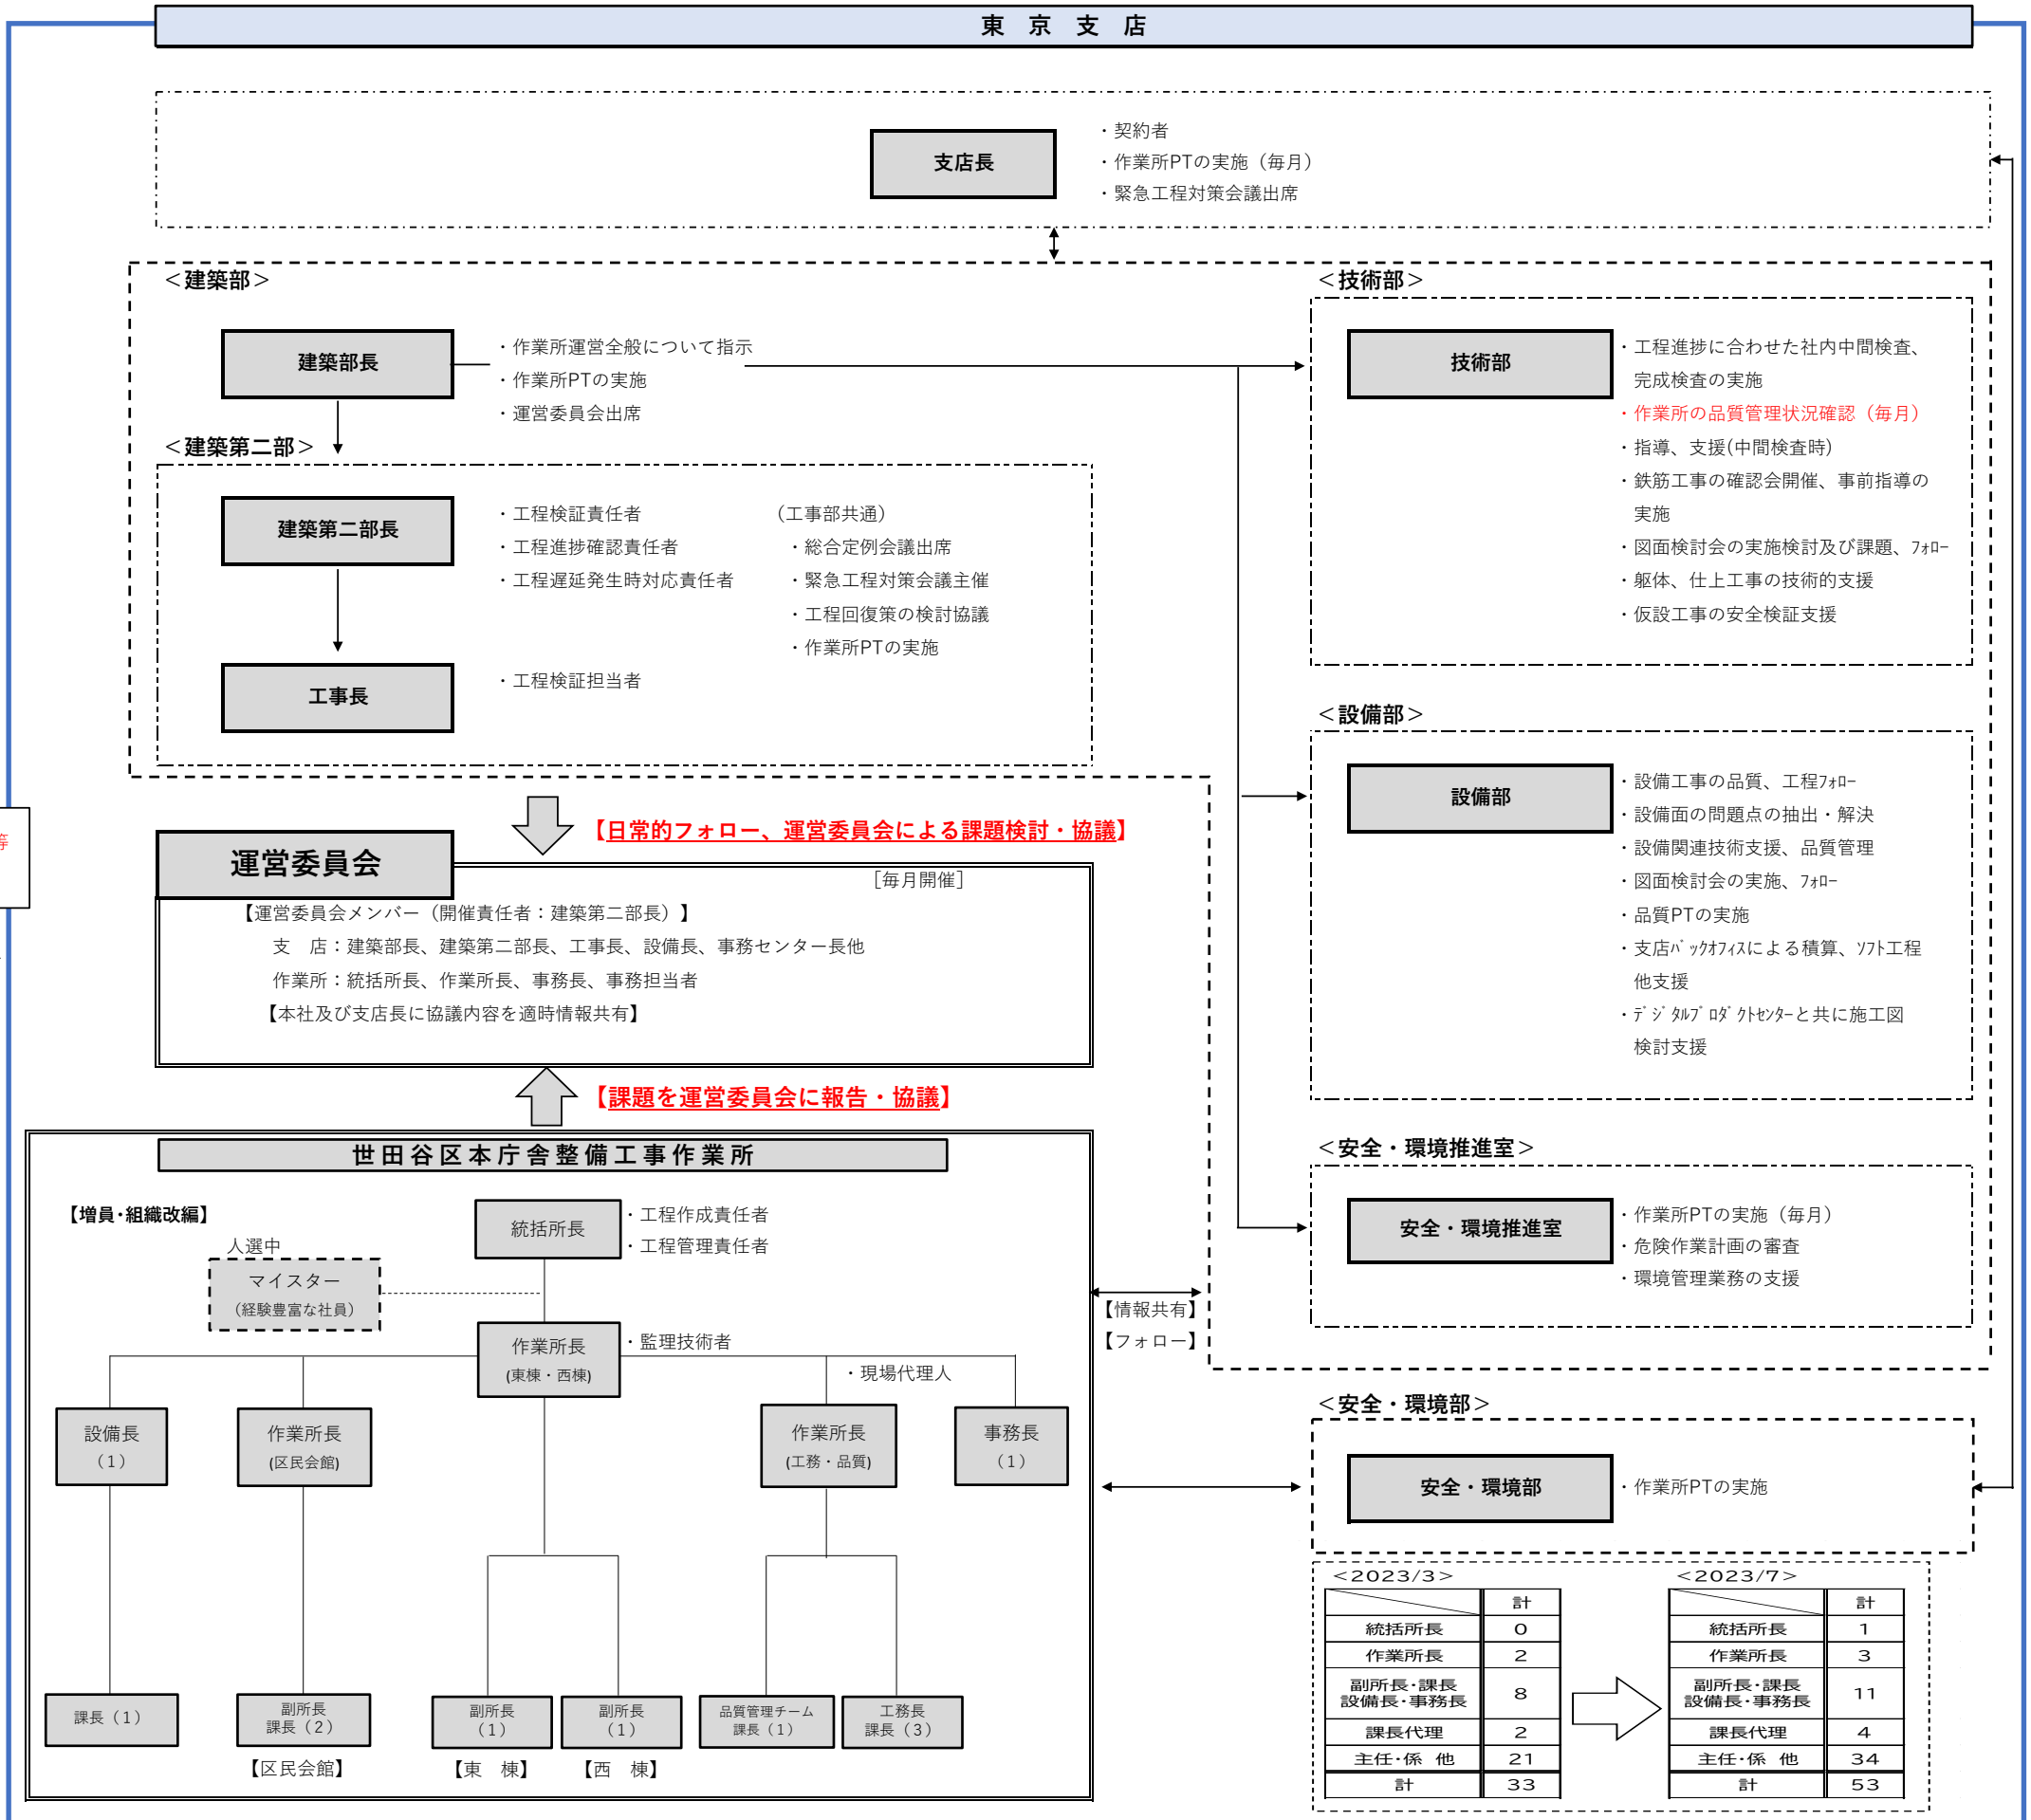 東 京 支 店
支店長
・契約者
・作業所PTの実施（毎月）
・緊急工程対策会議出席
＜建築部＞
建築部長
・作業所運営全般について指示
・作業所PTの実施
・運営委員会出席
＜建築第二部＞
建築第二部長
・工程検証責任者
・工程進捗確認責任者
・工程遅延発生時対応責任者
（工事部共通）
・総合定例会議出席
・緊急工程対策会議主催
・工程回復策の検討協議
・作業所PTの実施
工事長
・工程検証担当者
＜技術部＞
技術部
・工程進捗に合わせた社内中間検査、
完成検査の実施
・作業所の品質管理状況確認（毎月）
・指導、支援(中間検査時)
・鉄筋工事の確認会開催、事前指導の
実施
・図面検討会の実施検討及び課題、ﾌｫﾛｰ
・躯体、仕上工事の技術的支援
・仮設工事の安全検証支援
＜設備部＞
設備部
・設備工事の品質、工程ﾌｫﾛｰ
・設備面の問題点の抽出・解決
・設備関連技術支援、品質管理
・図面検討会の実施、ﾌｫﾛｰ
・品質PTの実施
・支店ﾊﾞｯｸｵﾌｨｽによる積算、ｿﾌﾄ工程
他支援
・ﾃﾞｼﾞﾀﾙﾌﾟﾛﾀﾞｸﾄｾﾝﾀｰと共に施工図
検討支援
＜安全・環境推進室＞
安全・環境推進室
・作業所PTの実施（毎月）
・危険作業計画の審査
・環境管理業務の支援
等
【日常的フォロー、運営委員会による課題検討・協議】
運営委員会
［毎月開催］
【運営委員会メンバー（開催責任者：建築第二部長）】
支　店：建築部長、建築第二部長、工事長、設備長、事務センター長他
作業所：統括所長、作業所長、事務長、事務担当者
【本社及び支店長に協議内容を適時情報共有】
【課題を運営委員会に報告・協議】
世田谷区本庁舎整備工事作業所
【増員・組織改編】
統括所長
・工程作成責任者
・工程管理責任者
人選中
マイスター
（経験豊富な社員）
作業所長
(東棟・西棟)
・監理技術者
・現場代理人
【情報共有】
【フォロー】
設備長
（1）
作業所長
(区民会館)
作業所長
(工務・品質)
事務長
（1）
課長（1）
副所長
課長（2）
副所長
（1）
副所長
（1）
品質管理チーム
課長（1）
工務長
課長（3）
【区民会館】
【東　棟】
【西　棟】
＜安全・環境部＞
安全・環境部
・作業所PTの実施
<2023/3>
計
統括所長 0
作業所長 2
副所長･課長
設備長･事務長 8
課長代理 2
主任･係 他 21
計 33
<2023/7>
計
統括所長 1
作業所長 3
副所長･課長
設備長･事務長 11
課長代理 4
主任･係 他 34
計 53